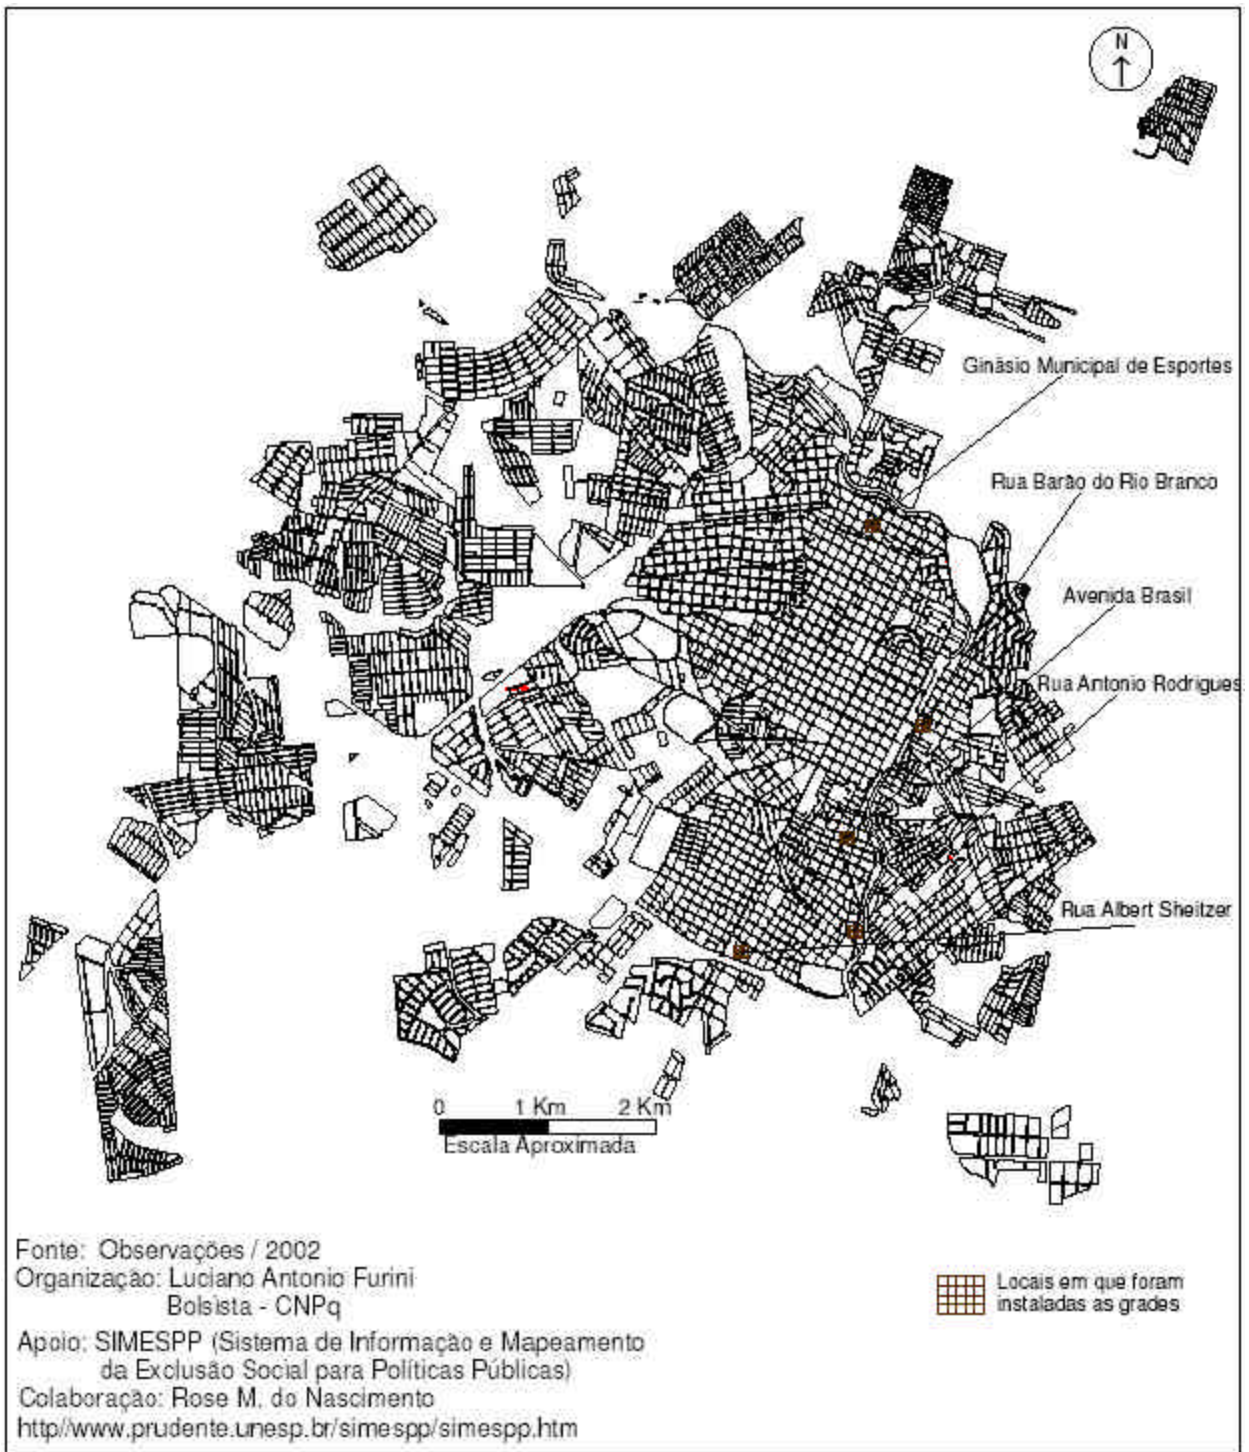 N
Ginásio Municipal de Esportes
Rua Barão do Rio Branco
Avenida Brasil
Rua Antonio Rodrigues
Rua Albert Sheitzer
0 1 Km 2 Km
Escala Aproximada
Fonte: Observações / 2002
Organização: Luciano Antonio Furini
Bolsista - CNPq
Apoio: SIMESPP (Sistema de Informação e Mapeamento
da Exclusão Social para Políticas Públicas)
Colaboração: Rose M. do Nascimento
http//www.prudente.unesp.br/simespp/simespp.htm
Locais em que foram
instaladas as grades